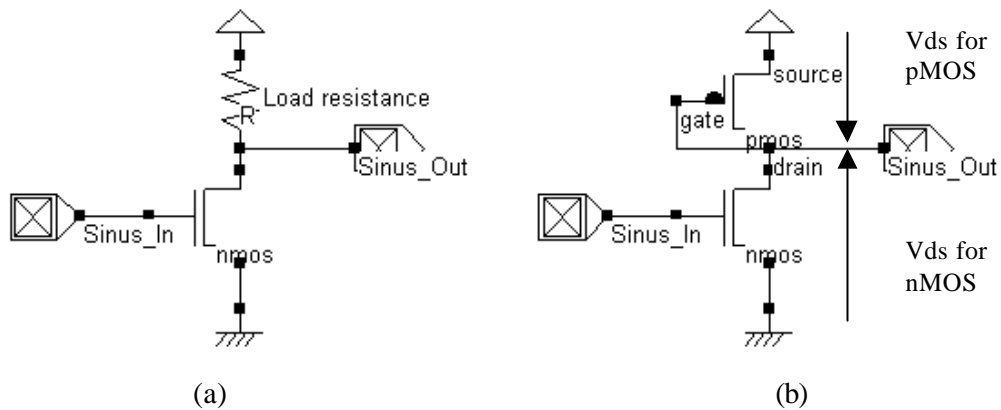 Load resistance
R
Sinus_Out
Sinus_In
nmos
(a)
source
gate
pmos
drain
Sinus_Out
Sinus_In
nmos
Vds for
pMOS
Vds for
nMOS
(b)